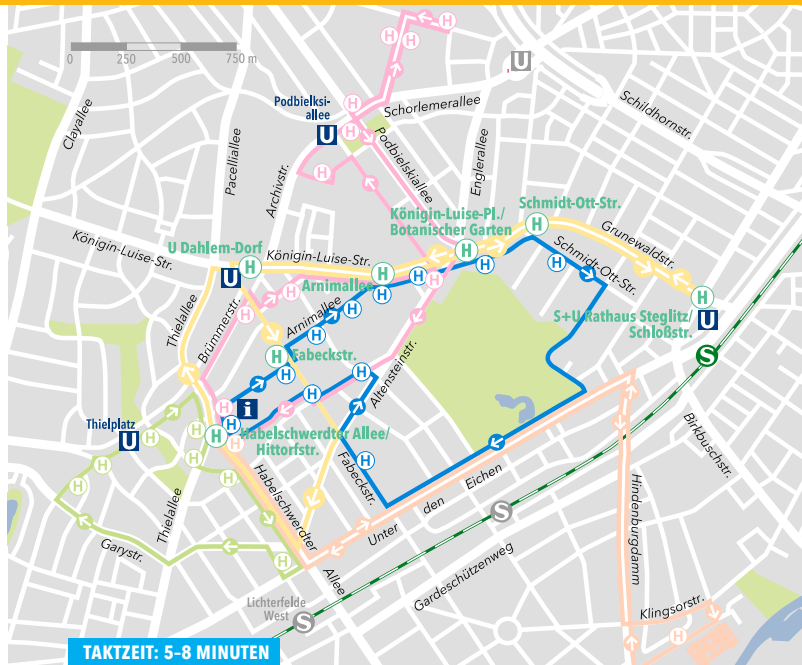 0 250 500 750 m
Clayallee
Pacelliallee
Archivstr.
Podbielksi-
allee
U
U
Schorlemerallee
Schildhornstr.
Podbielskiallee
Englerallee
Schmidt-Ott-Str.
Königin-Luise-Pl./
Botanischer Garten
Grunewaldstr.
Königin-Luise-Str.
U Dahlem-Dorf
U
Königin-Luise-Str.
Schmidt-Ott-Str.
Arnimallee
Arnimallee
S+U Rathaus Steglitz/
Schloßstr.
U
S
Thielallee
Brümmerstr.
Fabeckstr.
Altensteinstr.
i
Thielplatz
U
Habelschwerdter Allee/
Hittorfstr.
Birkbuschstr.
Fabeckstr.
Thielallee
Habelschwerdter
Allee
Unter den Eichen
Hindenburgdamm
S
Garystr.
Gardeschützenweg
Lichterfelde
West
S
Klingsorstr.
H H H H H H H H H H H H H H H H H H H H H H H H H H H H H H H H H H H
TAKTZEIT: 5-8 MINUTEN